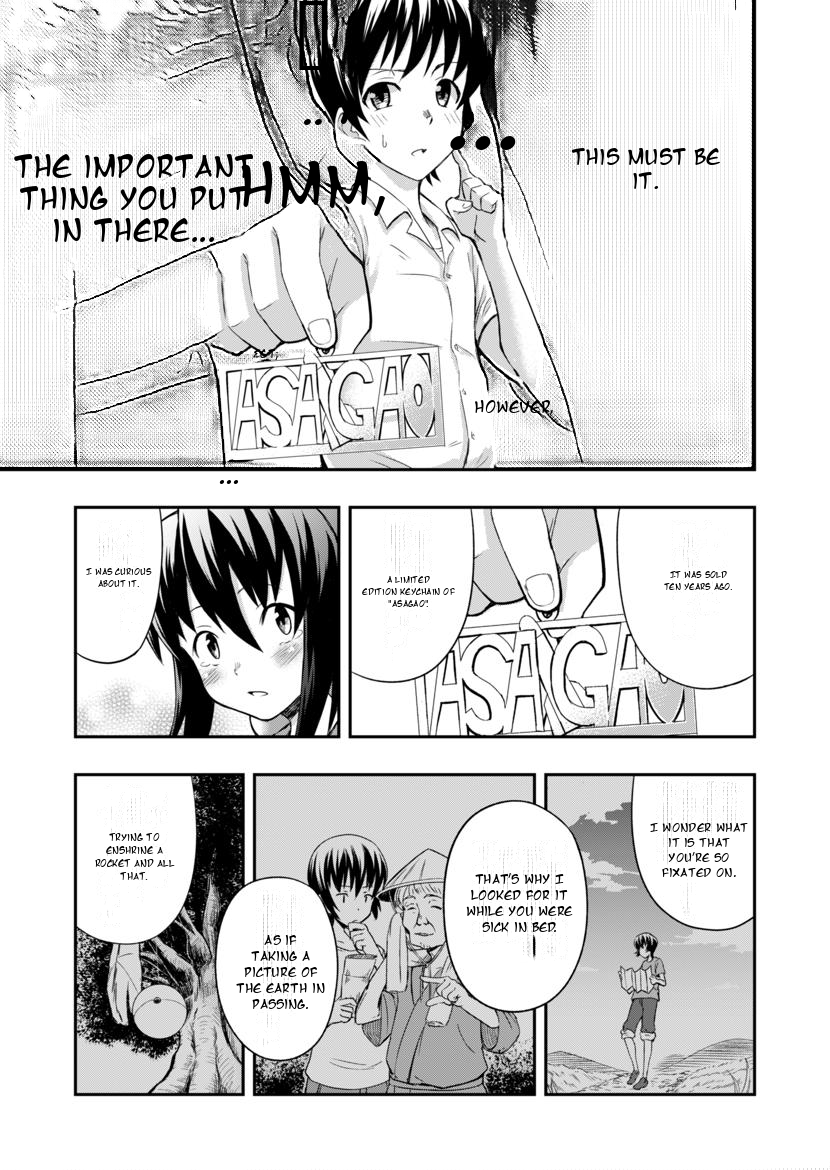 THIS MUST BE
IT.
...
HMM,
...
THE IMPORTANT
THING YOU PUT
IN THERE...
ASAGAO
HOWEVER,
...
IT WAS SOLD
TEN YEARS AGO.
A LIMITED
EDITION KEYCHAIN OF
"ASAGAO".
ASAGAO
I WAS CURIOUS
ABOUT IT.
I WONDER WHAT
IT IS THAT
YOU'RE SO
FIXATED ON.
THAT'S WHY I
LOOKED FOR IT
WHILE YOU WERE
SICK IN BED.
AS IF
TAKING A
PICTURE OF
THE EARTH IN
PASSING.
TRYING TO
ENSHRINE A
ROCKET AND ALL
THAT.